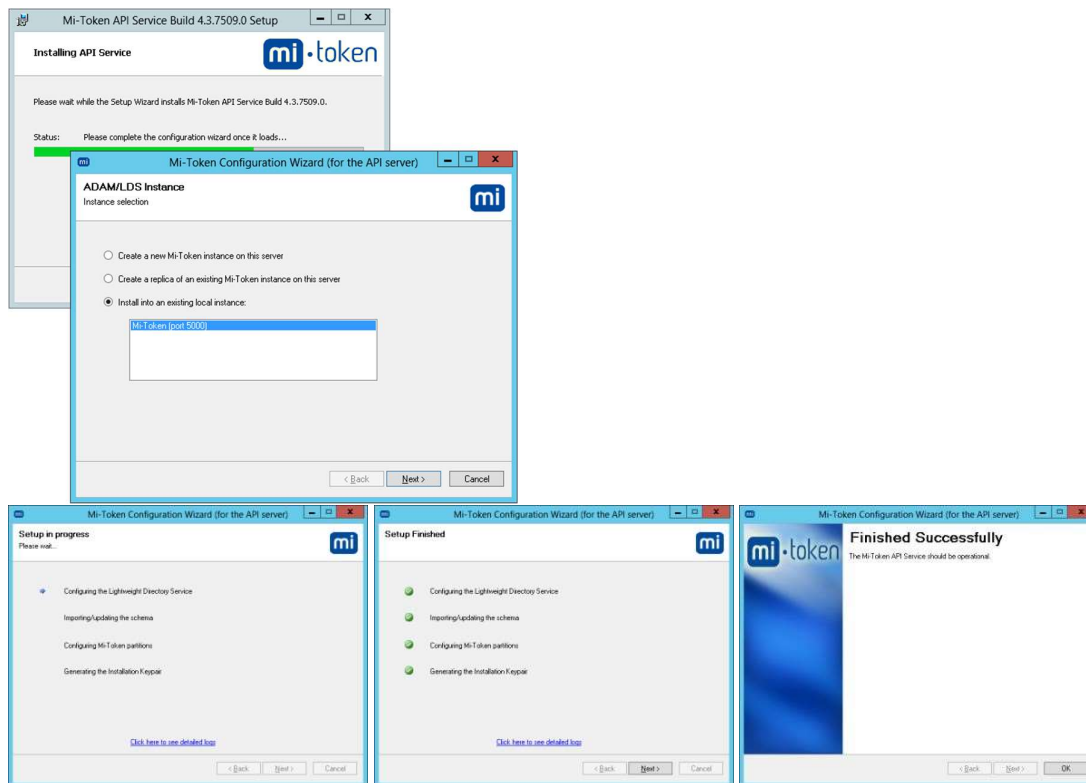 Mi-Token API Service Build 4.3.7509.0 Setup
Installing API Service
mi·token
Please wait while the Setup Wizard installs Mi-Token API Service Build 4.3.7509.0.
Status: Please complete the configuration wizard once it loads...
Mi-Token Configuration Wizard (for the API server)
ADAM/LDS Instance
Instance selection
mi
Create a new Mi-Token instance on this server
Create a replica of an existing Mi-Token instance on this server
Install into an existing local instance:
Mi-Token (port 5000)
< Back Next > Cancel
Mi-Token Configuration Wizard (for the API server)
Setup in progress
Please wait...
mi
Configuring the Lightweight Directory Service
Importing/updating the schema
Configuring Mi-Token partitions
Generating the Installation Keypair
Click here to see detailed logs
< Back Next > Cancel
Mi-Token Configuration Wizard (for the API server)
Setup Finished
mi
Configuring the Lightweight Directory Service
Importing/updating the schema
Configuring Mi-Token partitions
Generating the Installation Keypair
Click here to see detailed logs
< Back Next > Cancel
Mi-Token Configuration Wizard (for the API server)
mi·token
Finished Successfully
The Mi-Token API Service should be operational.
< Back Next > OK